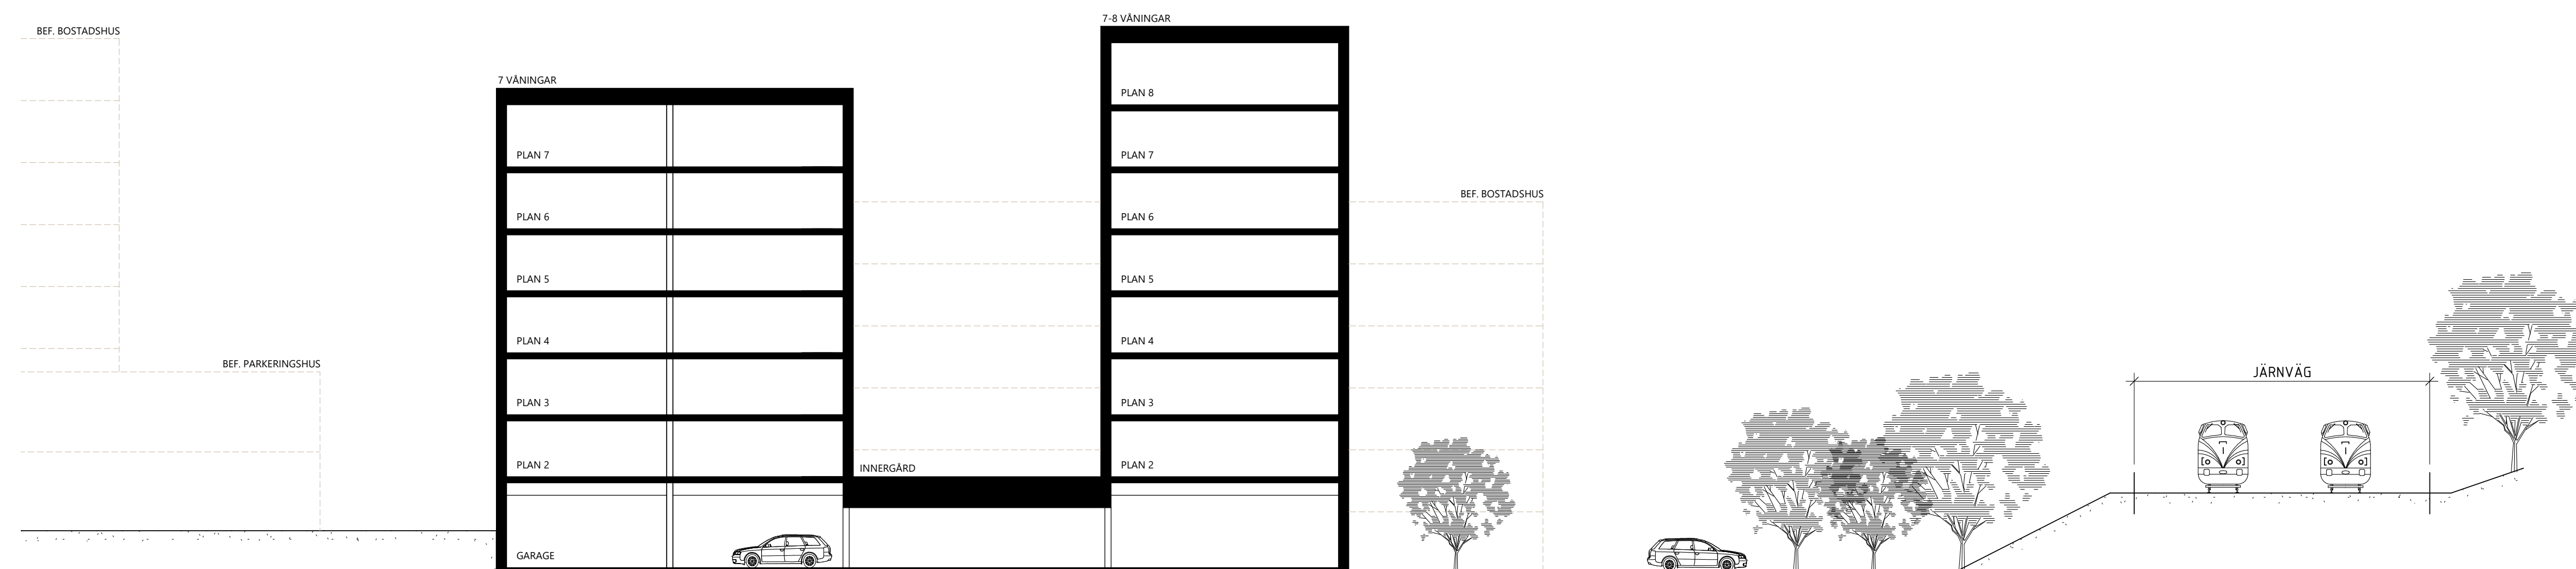 BEF. BOSTADSHUS
BEF. PARKERINGSHUS
7 VÅNINGAR
PLAN 7
PLAN 6
PLAN 5
PLAN 4
PLAN 3
PLAN 2
GARAGE
INNERGÅRD
7-8 VÅNINGAR
PLAN 8
PLAN 7
PLAN 6
PLAN 5
PLAN 4
PLAN 3
PLAN 2
BEF. BOSTADSHUS
JÄRNVÄG